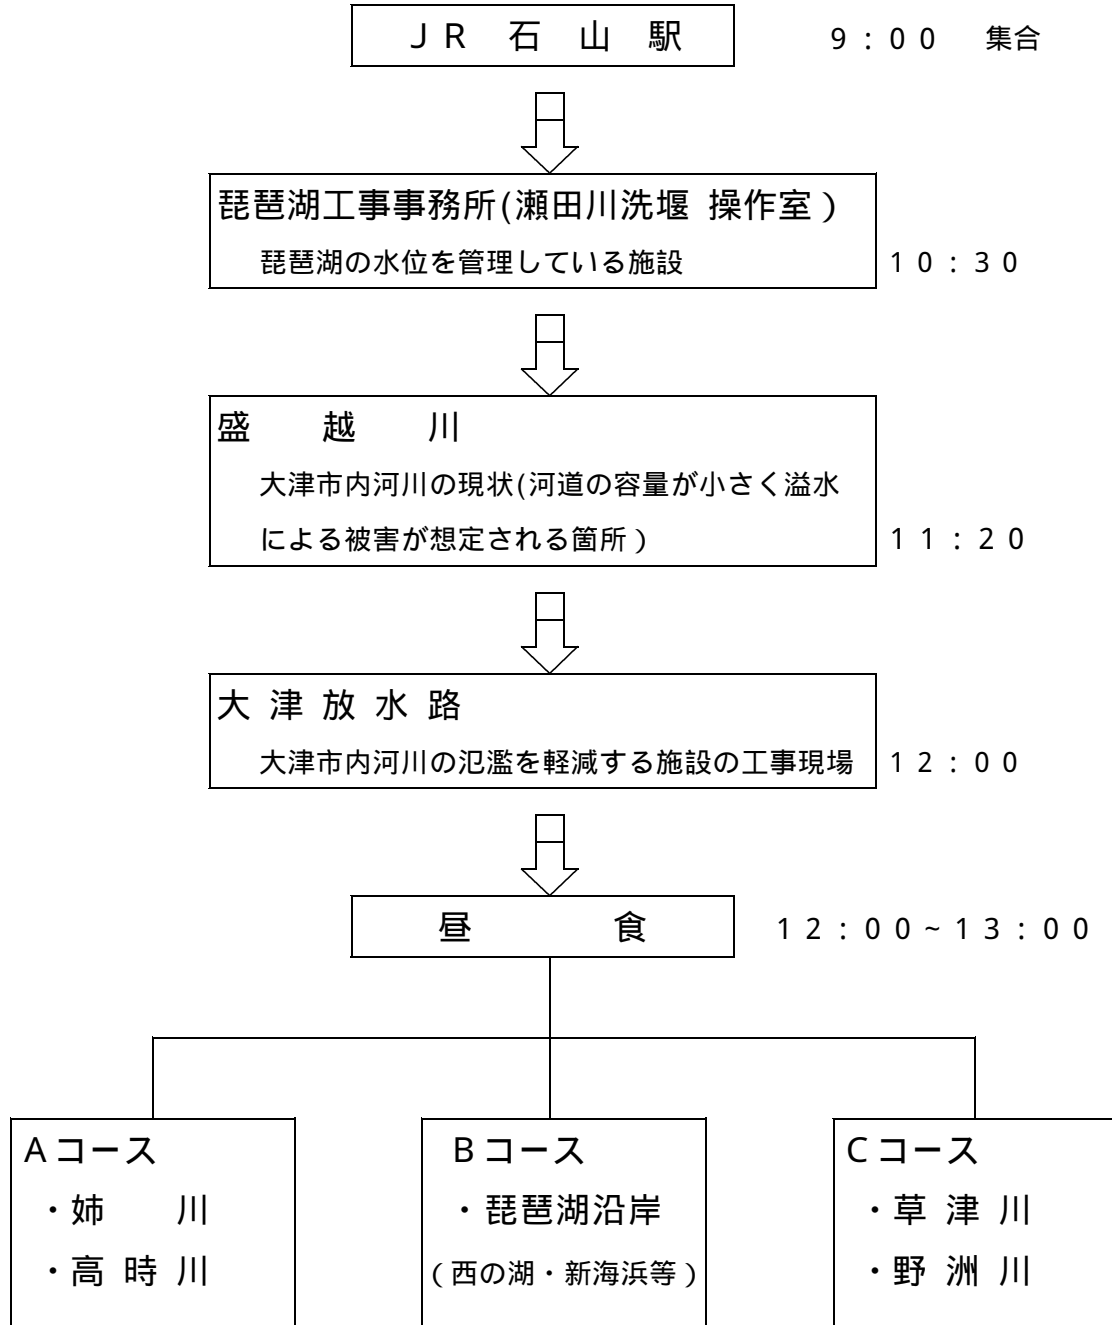 ＪＲ 石 山 駅　９：００ 集合
琵琶湖工事事務所(瀬田川洗堰 操作室)
琵琶湖の水位を管理している施設　１０：３０
盛 越 川
大津市内河川の現状(河道の容量が小さく溢水
による被害が想定される箇所)　１１：２０
大 津 放 水 路
大津市内河川の氾濫を軽減する施設の工事現場　１２：００
昼 食　１２：００~１３：００
Ａコース
・姉 川
・高 時 川
Ｂコース
・琵琶湖沿岸
(西の湖・新海浜等)
Ｃコース
・草 津 川
・野 洲 川